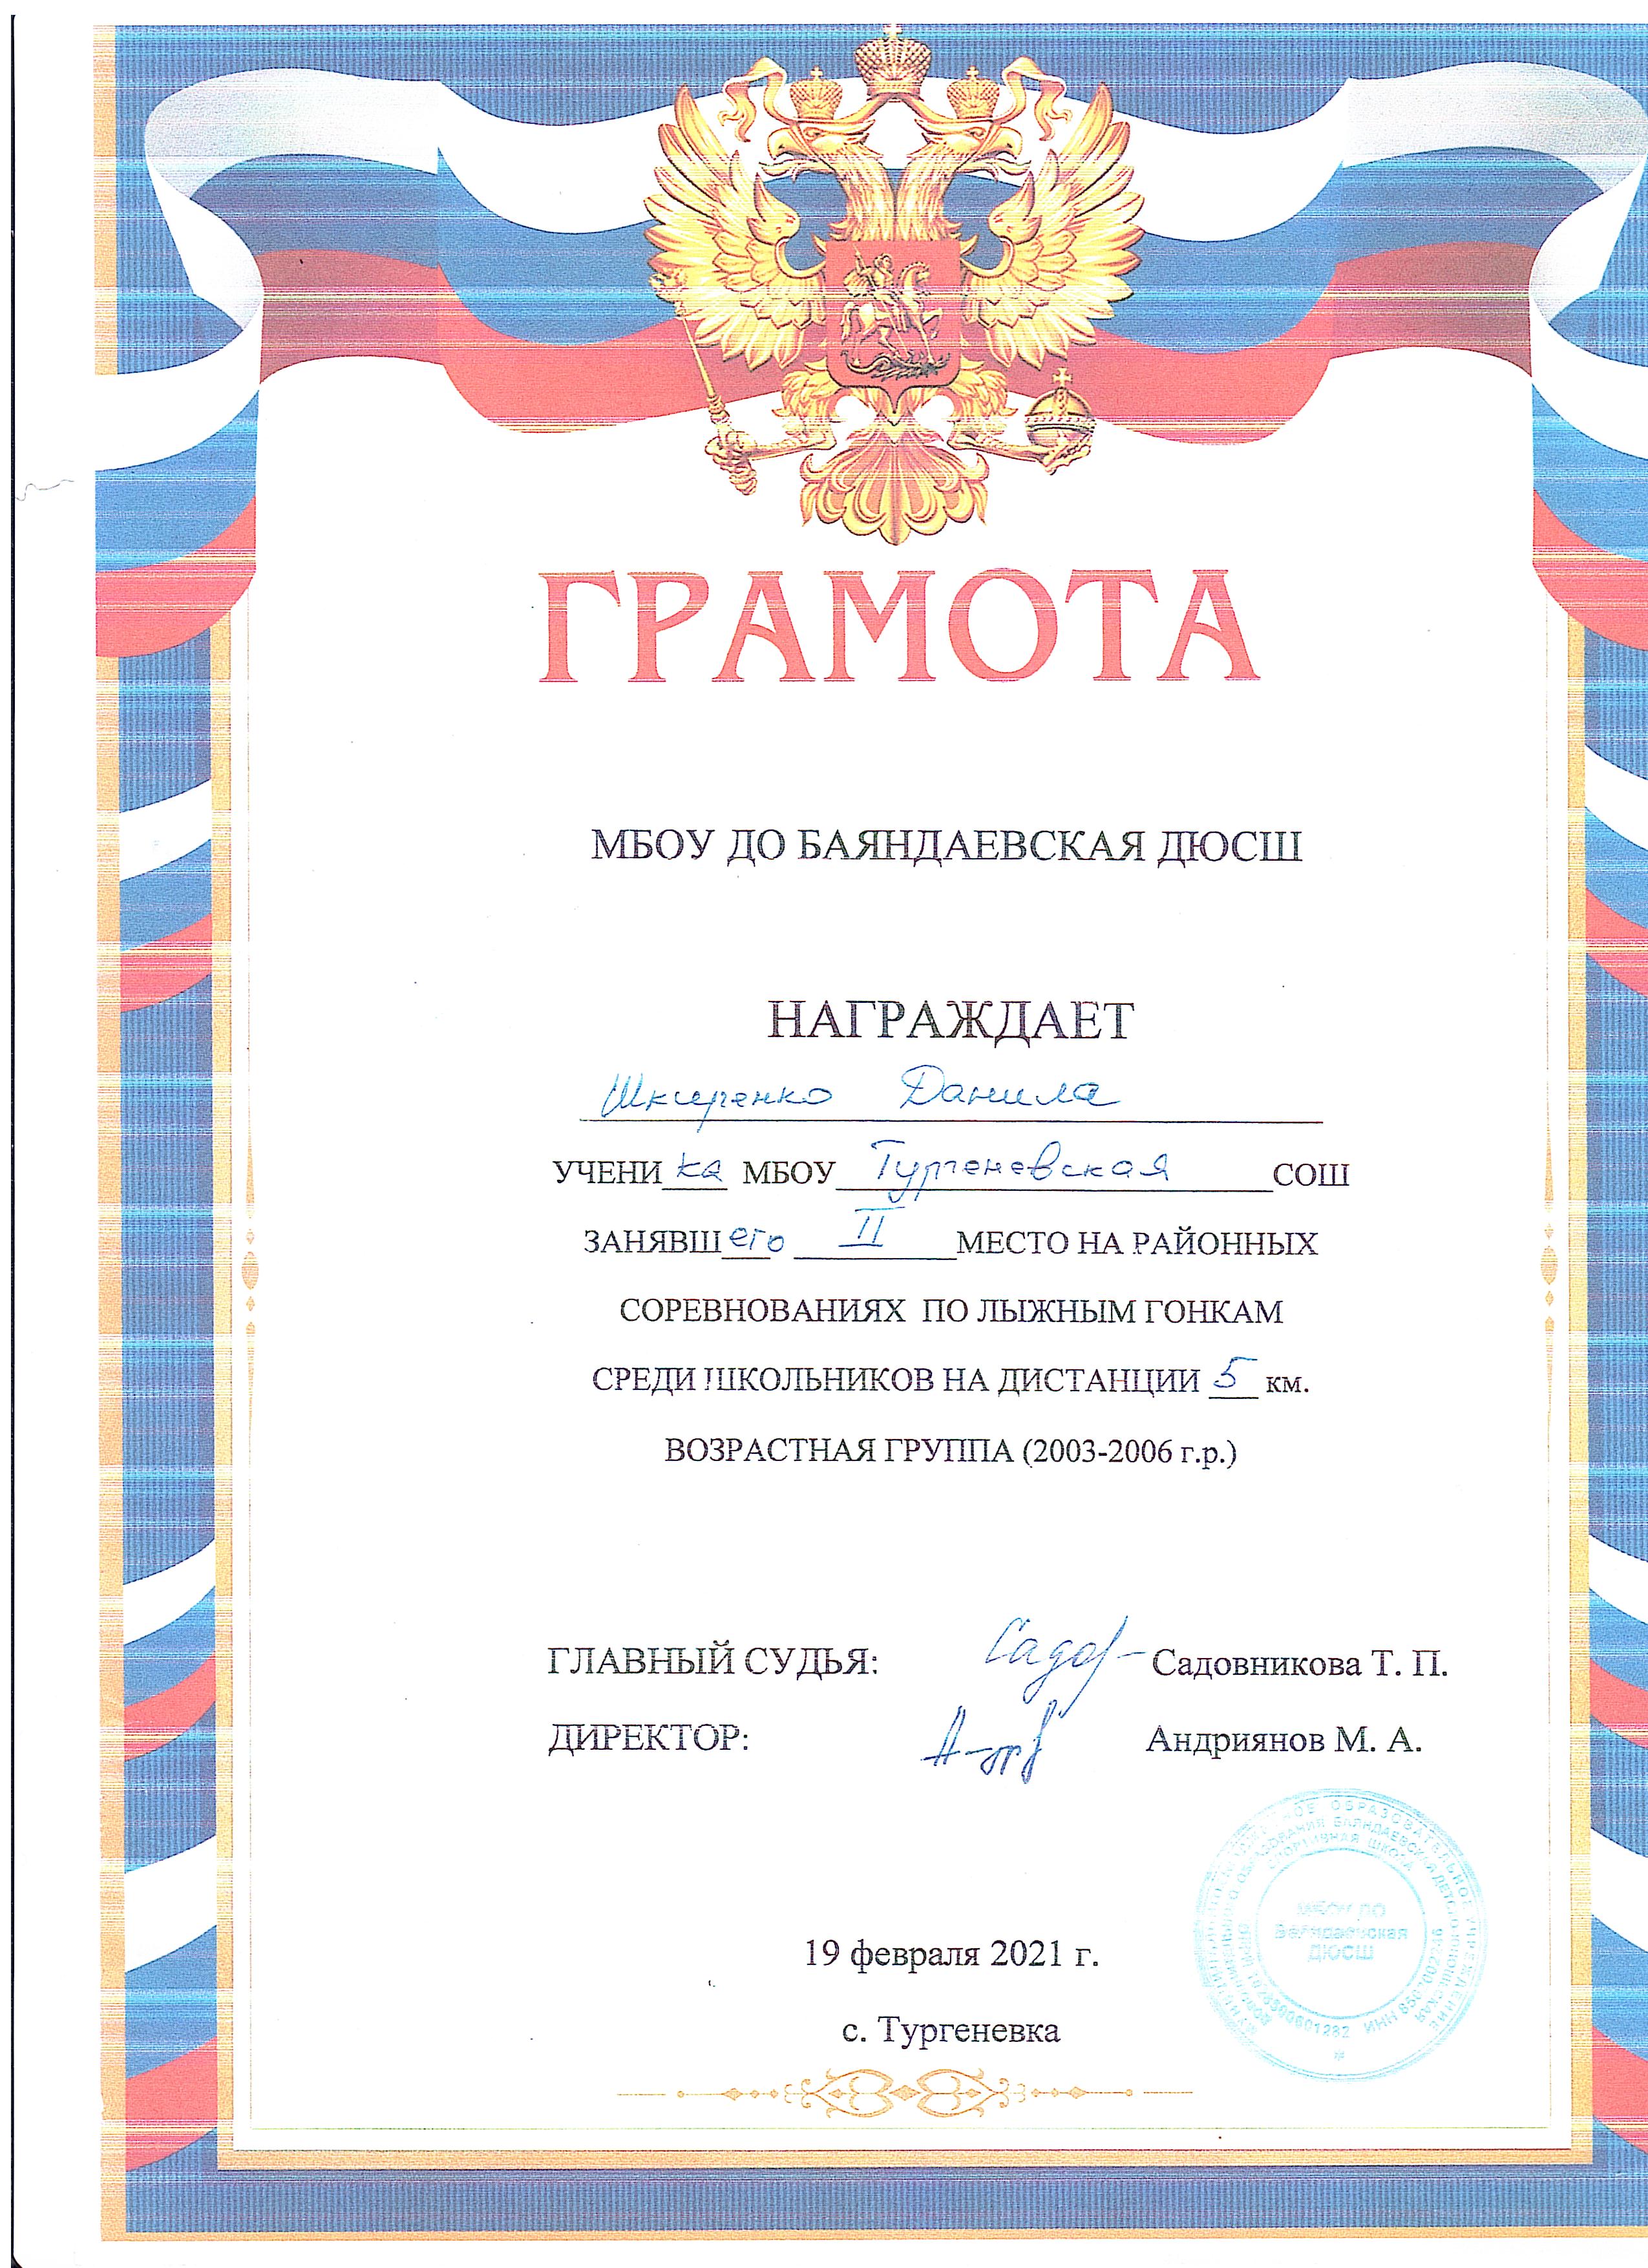 ГРАМОТА
МБОУ ДО БАЯНДАЕВСКАЯ ДЮСШ
НАГРАЖДАЕТ
Шкиренко Данила
УЧЕНИка МБОУ Тургеневская СОШ
ЗАНЯВШего II МЕСТО НА РАЙОННЫХ
СОРЕВНОВАНИЯХ ПО ЛЫЖНЫМ ГОНКАМ
СРЕДИ ШКОЛЬНИКОВ НА ДИСТАНЦИИ 5 км.
ВОЗРАСТНАЯ ГРУППА (2003-2006 г.р.)
ГЛАВНЫЙ СУДЬЯ: Садовникова Т. П.
ДИРЕКТОР: Андриянов М. А.
МБОУ ДО
Баяндаевская
ДЮСШ
19 февраля 2021 г.
с. Тургеневка